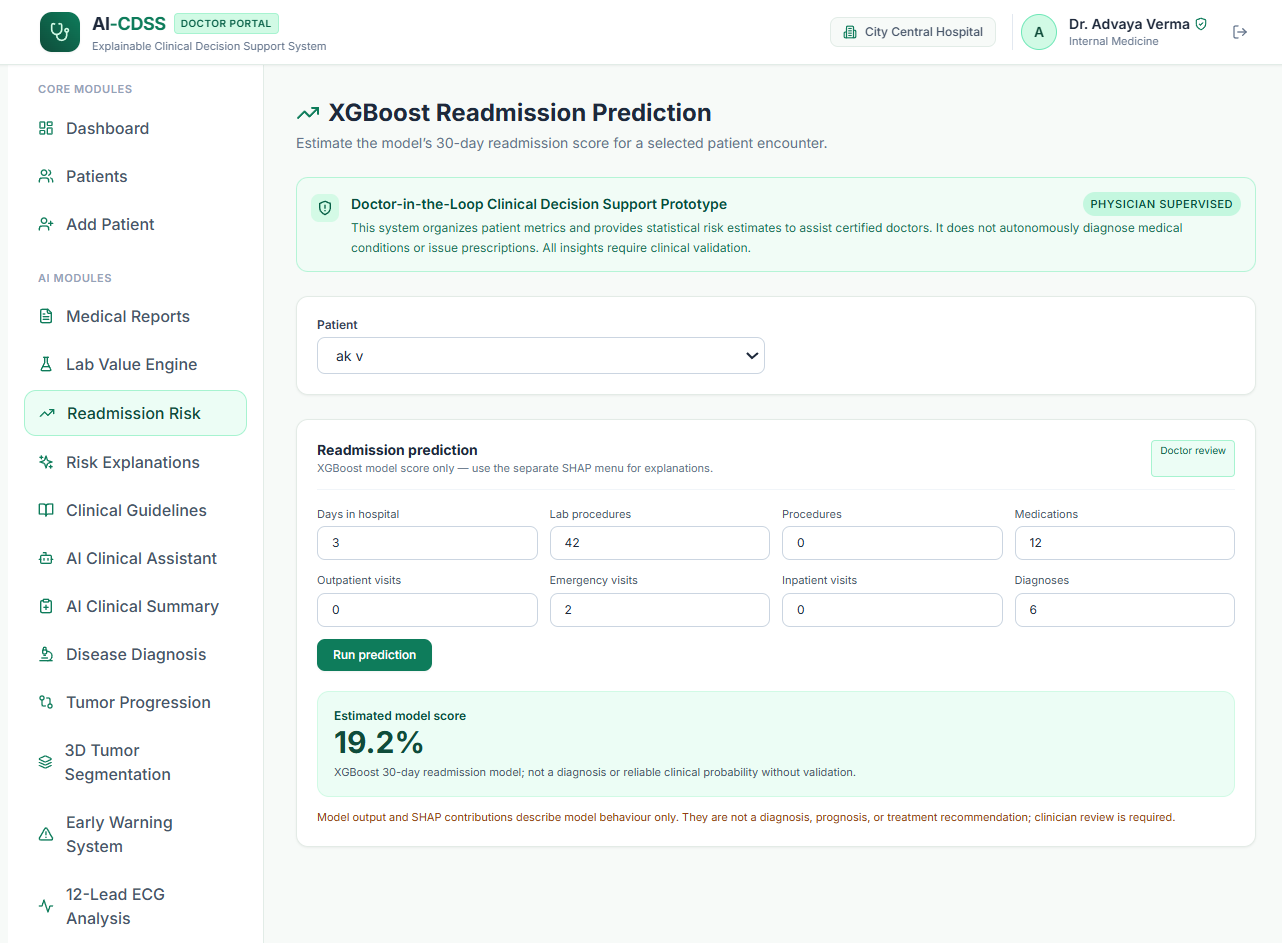 AI-CDSS DOCTOR PORTAL
Explainable Clinical Decision Support System
City Central Hospital
A
Dr. Advaya Verma
Internal Medicine
CORE MODULES
Dashboard
Patients
Add Patient
AI MODULES
Medical Reports
Lab Value Engine
Readmission Risk
Risk Explanations
Clinical Guidelines
AI Clinical Assistant
AI Clinical Summary
Disease Diagnosis
Tumor Progression
3D Tumor
Segmentation
Early Warning
System
12-Lead ECG
Analysis
XGBoost Readmission Prediction
Estimate the model’s 30-day readmission score for a selected patient encounter.
Doctor-in-the-Loop Clinical Decision Support Prototype
PHYSICIAN SUPERVISED
This system organizes patient metrics and provides statistical risk estimates to assist certified doctors. It does not autonomously diagnose medical
conditions or issue prescriptions. All insights require clinical validation.
Patient
ak v
Readmission prediction
XGBoost model score only — use the separate SHAP menu for explanations.
Doctor review
Days in hospital Lab procedures Procedures Medications
3 42 0 12
Outpatient visits Emergency visits Inpatient visits Diagnoses
0 2 0 6
Run prediction
Estimated model score
19.2%
XGBoost 30-day readmission model; not a diagnosis or reliable clinical probability without validation.
Model output and SHAP contributions describe model behaviour only. They are not a diagnosis, prognosis, or treatment recommendation; clinician review is required.